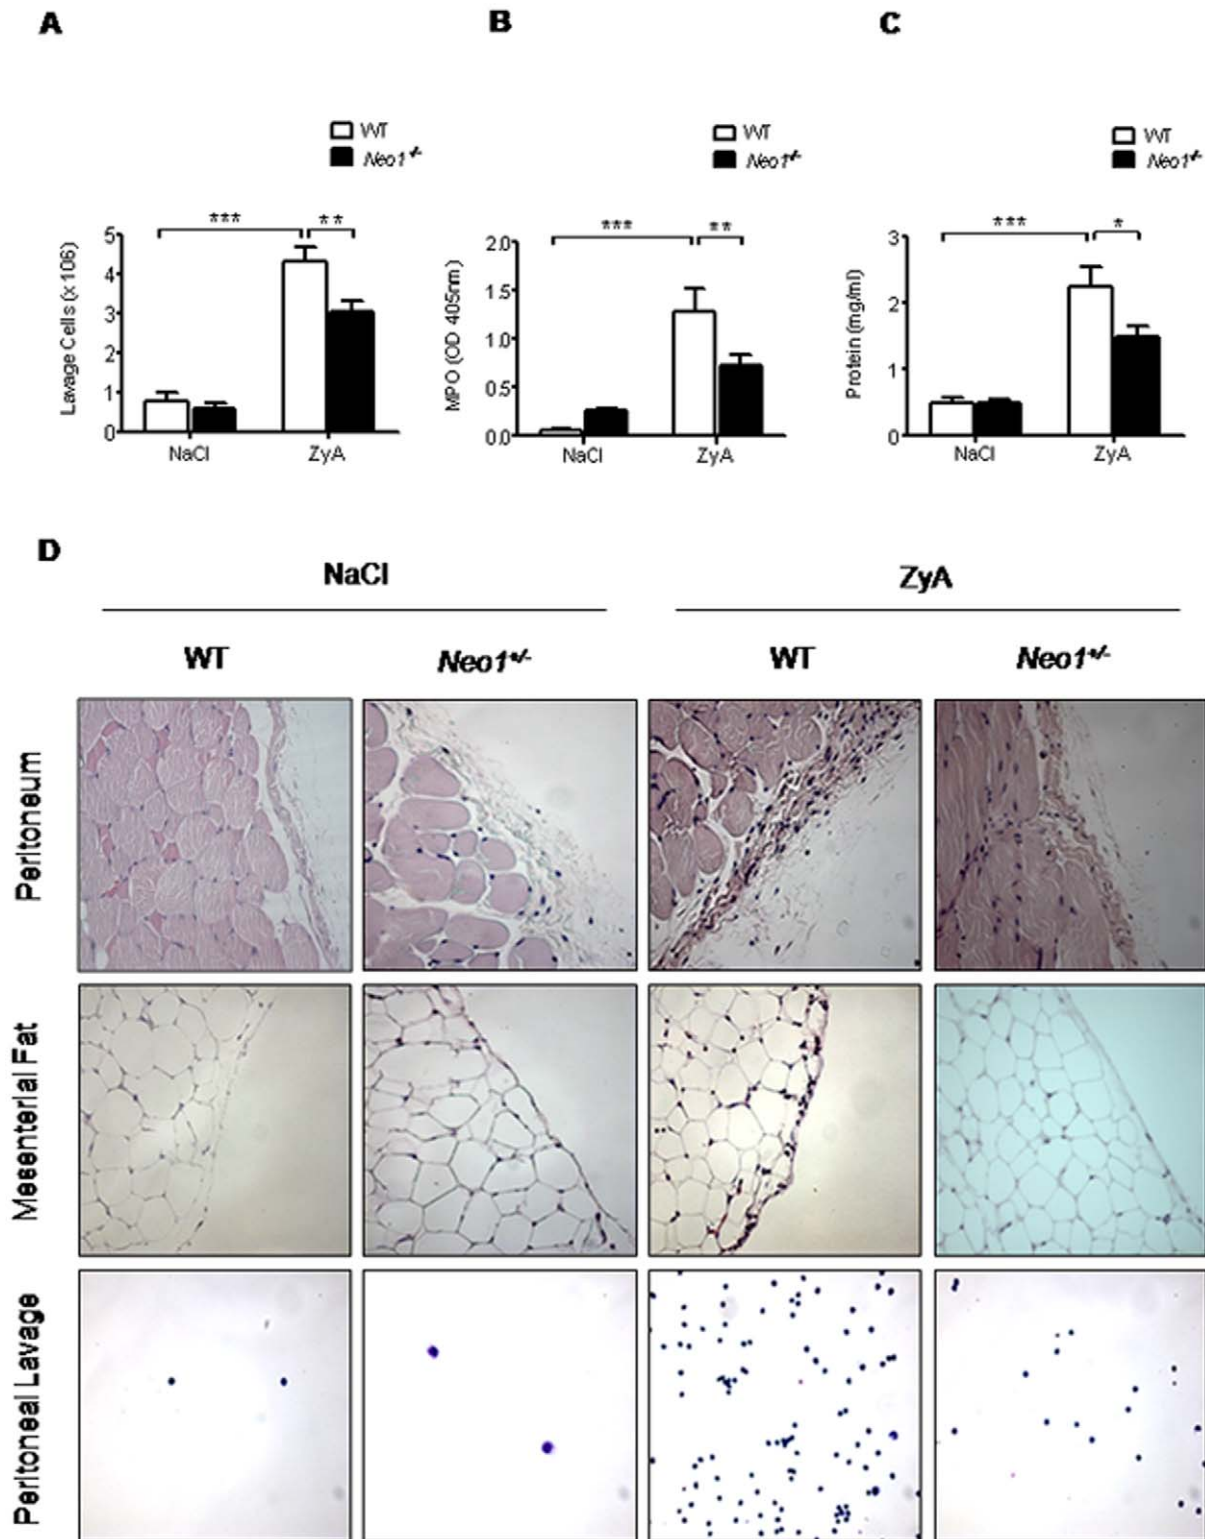 A
B
C
WT
Neo1-/-
WT
Neo1-/-
WT
Neo1-/-
***
**
***
**
***
*
Lavage Cells (x 106)
5
4
3
2
1
0
NaCl
ZyA
MPO (OD 405nm)
2.0
1.5
1.0
0.5
0.0
NaCl
ZyA
Protein (mg/ml)
3
2
1
0
NaCl
ZyA
D
NaCl
ZyA
WT
Neo1+/-
WT
Neo1+/-
Peritoneum
Mesenterial Fat
Peritoneal Lavage